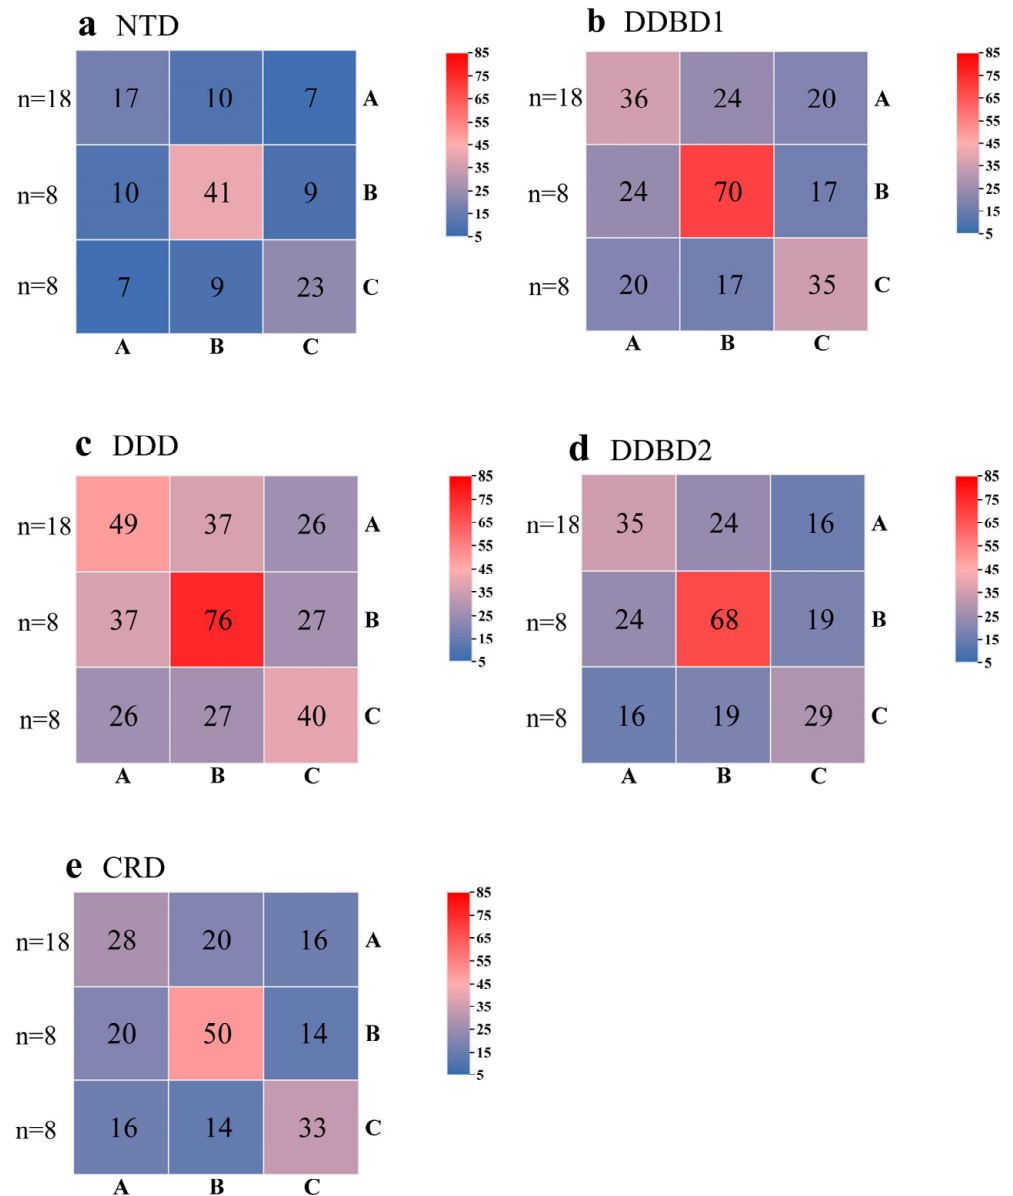 a NTD
n=18 17 10 7 A
n=8 10 41 9 B
n=8 7 9 23 C
A B C
85
75
65
55
45
35
25
15
5
b DDBD1
n=18 36 24 20 A
n=8 24 70 17 B
n=8 20 17 35 C
A B C
85
75
65
55
45
35
25
15
5
c DDD
n=18 49 37 26 A
n=8 37 76 27 B
n=8 26 27 40 C
A B C
85
75
65
55
45
35
25
15
5
d DDBD2
n=18 35 24 16 A
n=8 24 68 19 B
n=8 16 19 29 C
A B C
85
75
65
55
45
35
25
15
5
e CRD
n=18 28 20 16 A
n=8 20 50 14 B
n=8 16 14 33 C
A B C
85
75
65
55
45
35
25
15
5